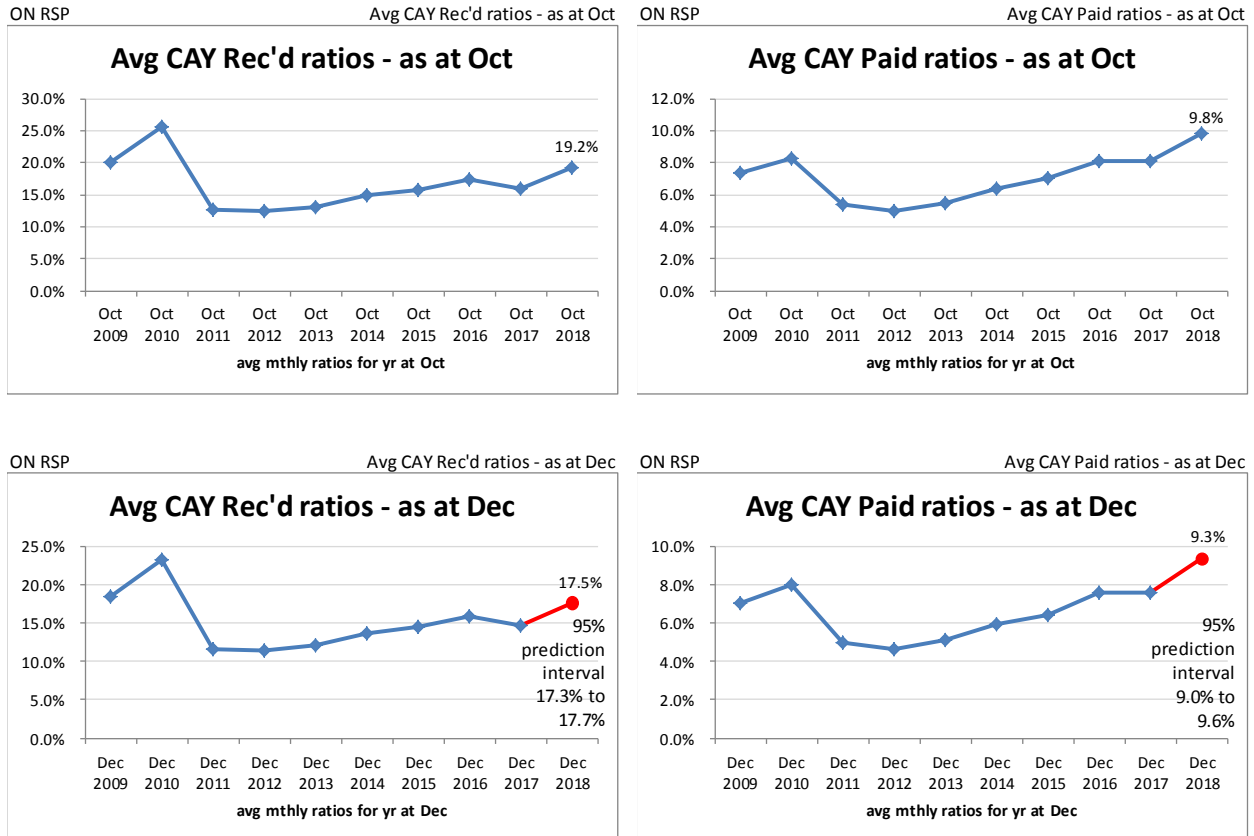 ON RSP
Avg CAY Rec'd ratios - as at Oct
Avg CAY Rec'd ratios - as at Oct
30.0%
25.0%
20.0%
15.0%
10.0%
5.0%
0.0%
19.2%
Oct Oct Oct Oct Oct Oct Oct Oct Oct Oct
2009 2010 2011 2012 2013 2014 2015 2016 2017 2018
avg mthly ratios for yr at Oct
ON RSP
Avg CAY Paid ratios - as at Oct
Avg CAY Paid ratios - as at Oct
12.0%
10.0%
8.0%
6.0%
4.0%
2.0%
0.0%
9.8%
Oct Oct Oct Oct Oct Oct Oct Oct Oct Oct
2009 2010 2011 2012 2013 2014 2015 2016 2017 2018
avg mthly ratios for yr at Oct
ON RSP
Avg CAY Rec'd ratios - as at Dec
Avg CAY Rec'd ratios - as at Dec
25.0%
20.0%
15.0%
10.0%
5.0%
0.0%
17.5%
95%
prediction
interval
17.3% to
17.7%
Dec Dec Dec Dec Dec Dec Dec Dec Dec Dec
2009 2010 2011 2012 2013 2014 2015 2016 2017 2018
avg mthly ratios for yr at Dec
ON RSP
Avg CAY Paid ratios - as at Dec
Avg CAY Paid ratios - as at Dec
10.0%
8.0%
6.0%
4.0%
2.0%
0.0%
9.3%
95%
prediction
interval
9.0% to
9.6%
Dec Dec Dec Dec Dec Dec Dec Dec Dec Dec
2009 2010 2011 2012 2013 2014 2015 2016 2017 2018
avg mthly ratios for yr at Dec